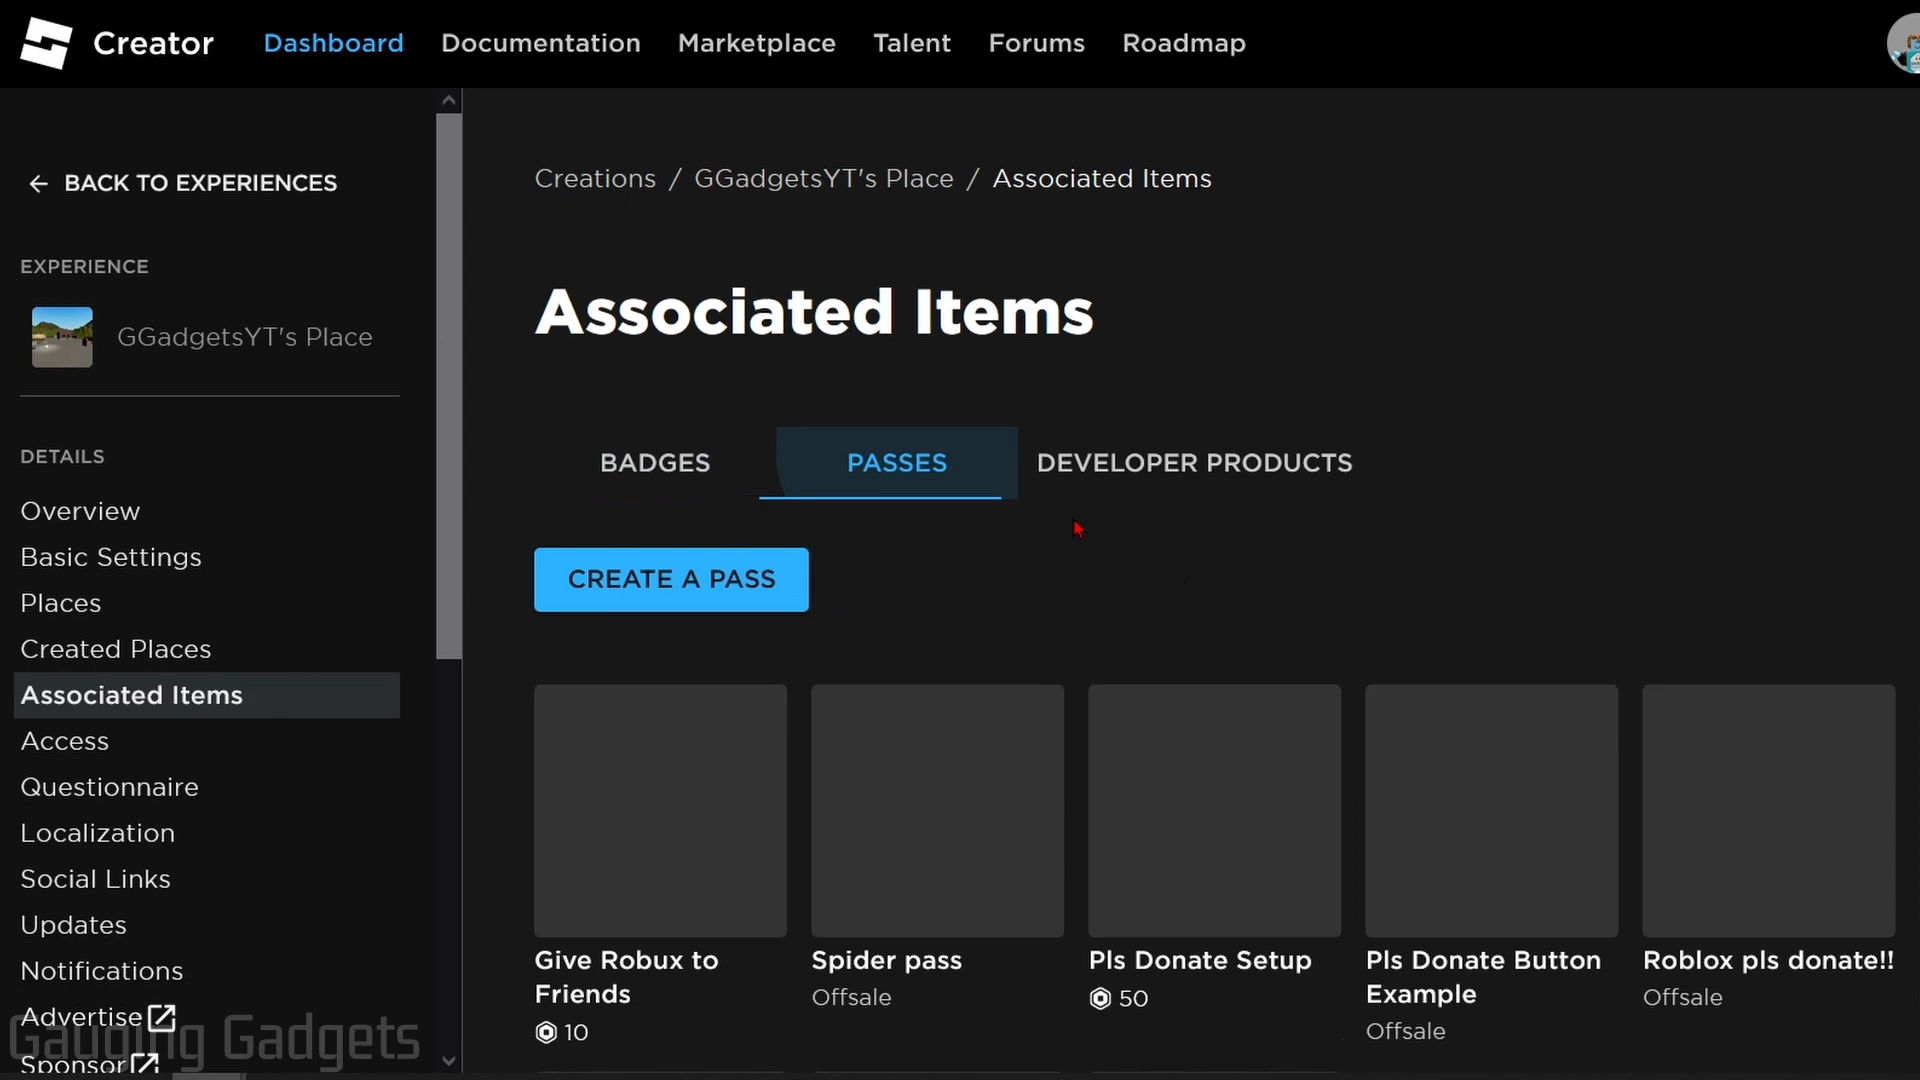 Creator
Dashboard
Documentation
Marketplace
Talent
Forums
Roadmap
BACK TO EXPERIENCES
EXPERIENCE
GGadgetsYT's Place
DETAILS
Overview
Basic Settings
Places
Created Places
Associated Items
Access
Questionnaire
Localization
Social Links
Updates
Notifications
Advertise
Sponsor
Gauging Gadgets
Creations / GGadgetsYT's Place / Associated Items
Associated Items
BADGES
PASSES
DEVELOPER PRODUCTS
CREATE A PASS
Give Robux to
Friends
10
Spider pass
Offsale
Pls Donate Setup
50
Pls Donate Button
Example
Offsale
Roblox pls donate!!
Offsale